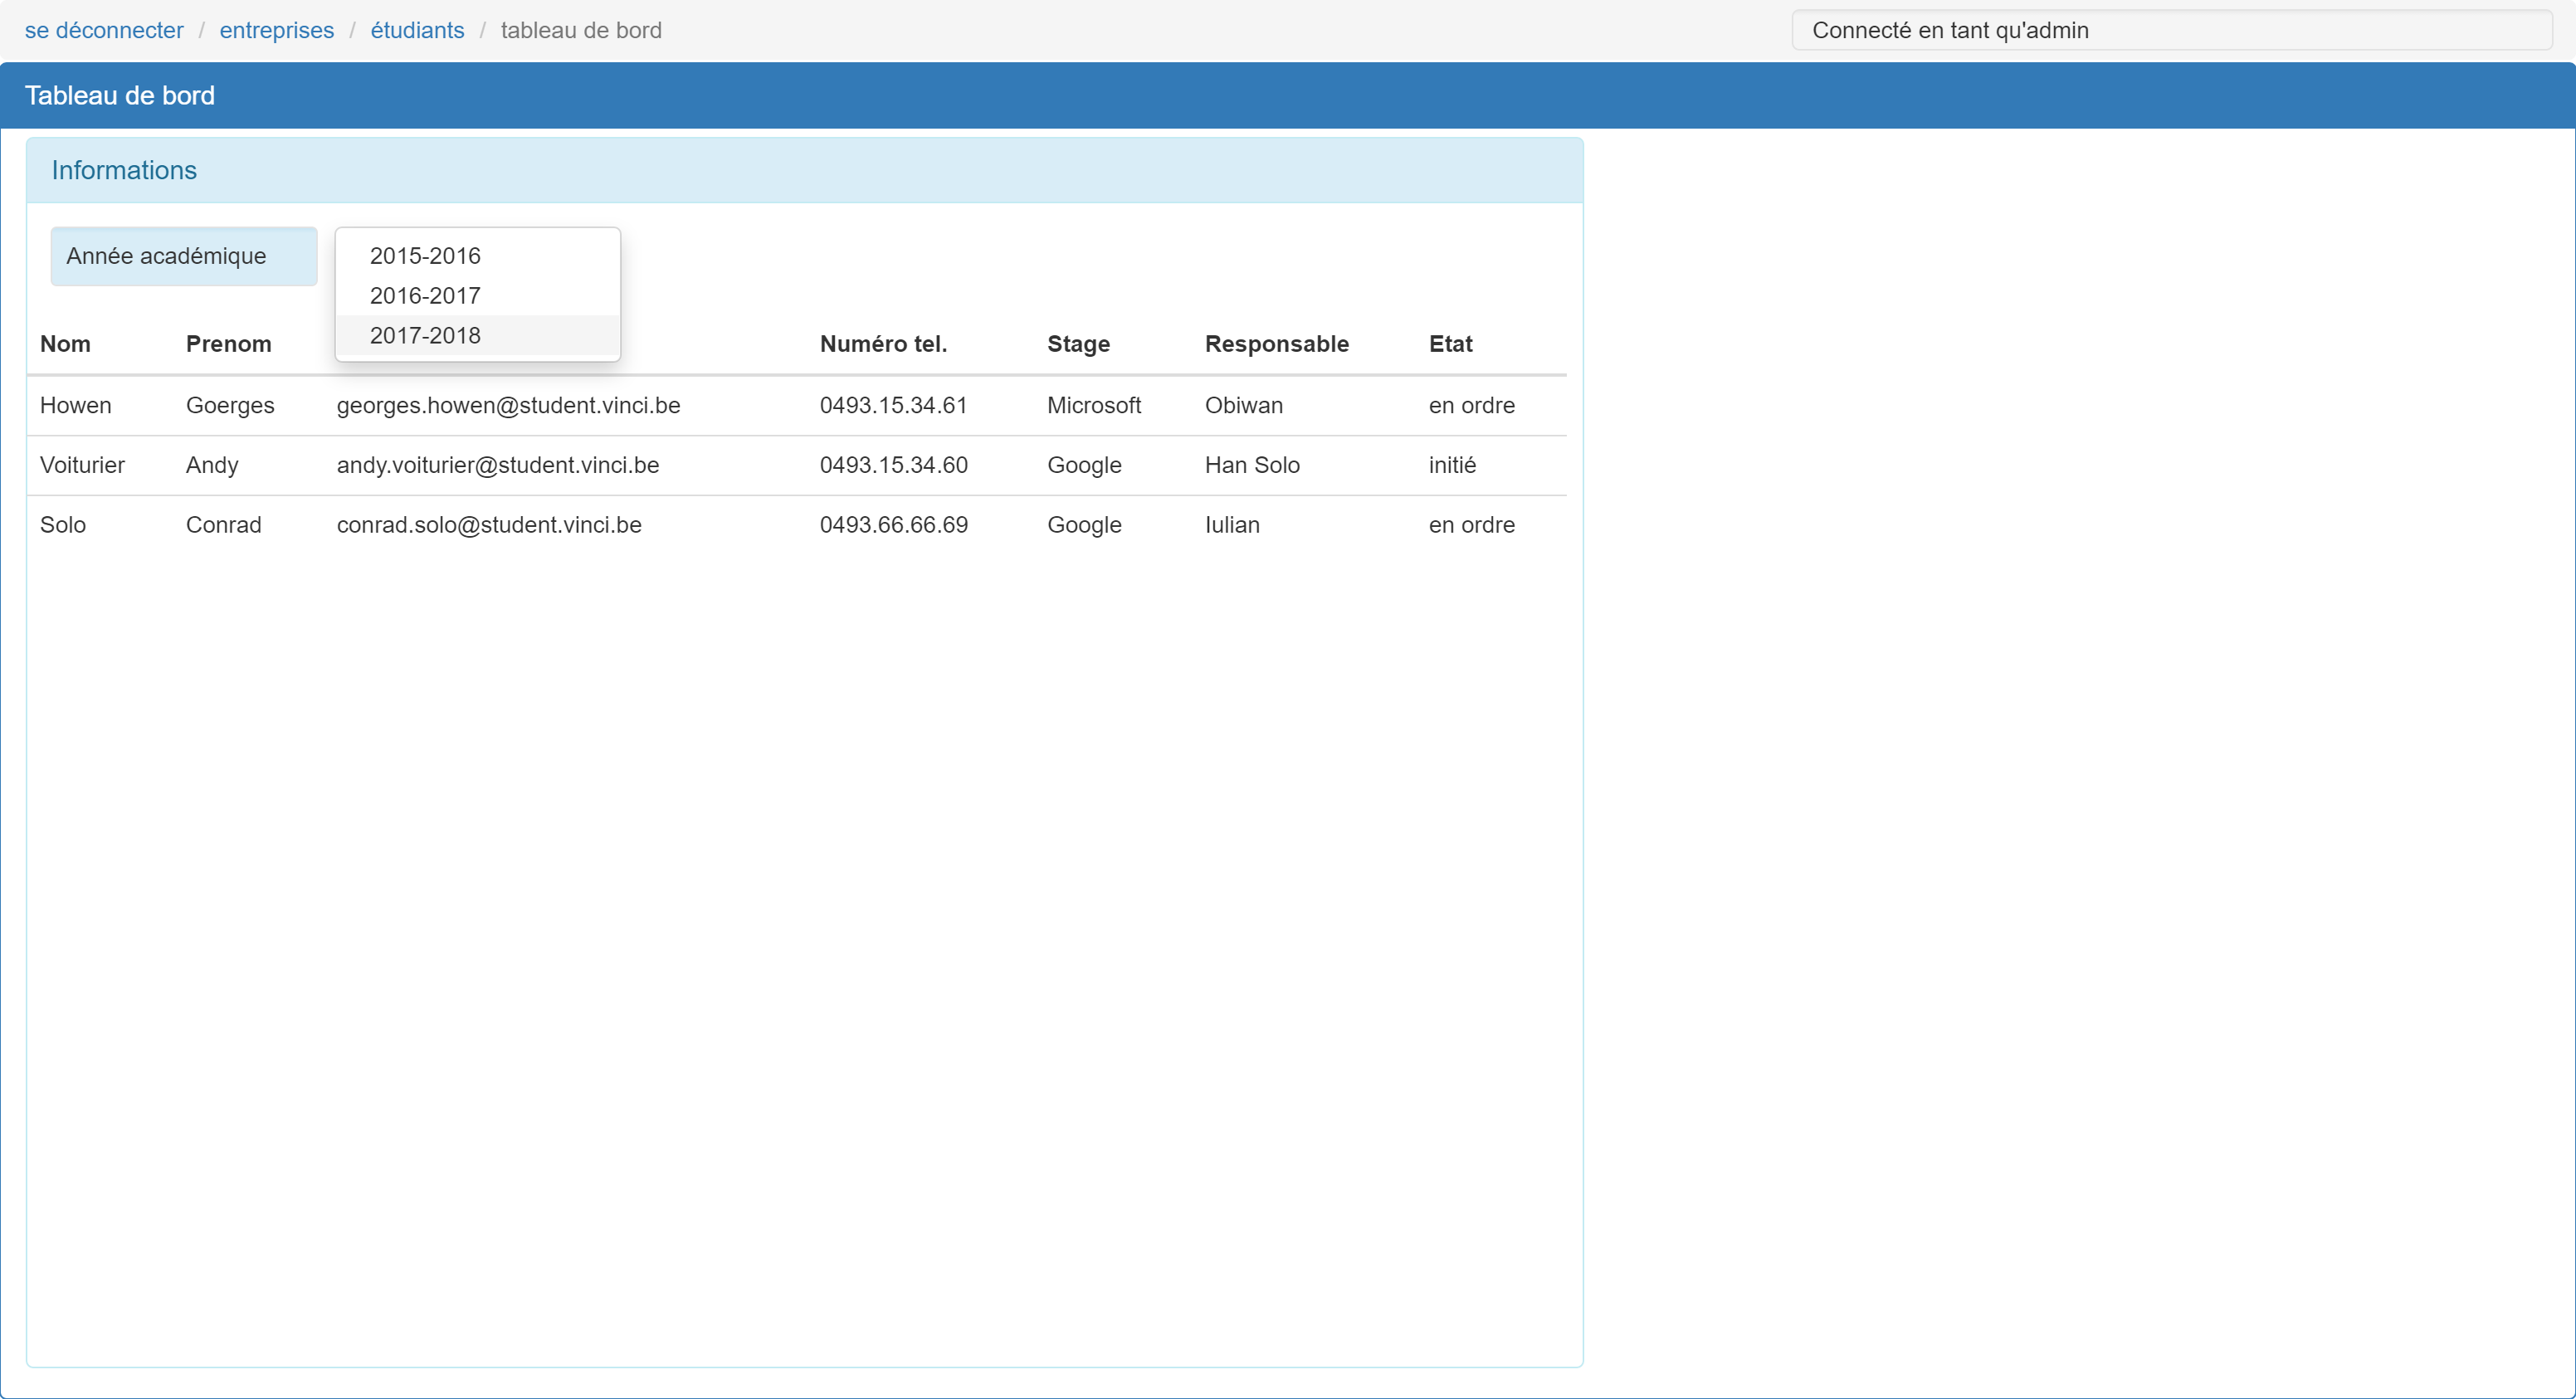 se déconnecter / entreprises / étudiants / tableau de bord Connecté en tant qu'admin
Tableau de bord
Informations
Année académique 2015-2016
2016-2017
2017-2018
Nom Prenom Numéro tel. Stage Responsable Etat
Howen Goerges georges.howen@student.vinci.be 0493.15.34.61 Microsoft Obiwan en ordre
Voiturier Andy andy.voiturier@student.vinci.be 0493.15.34.60 Google Han Solo initié
Solo Conrad conrad.solo@student.vinci.be 0493.66.66.69 Google Iulian en ordre